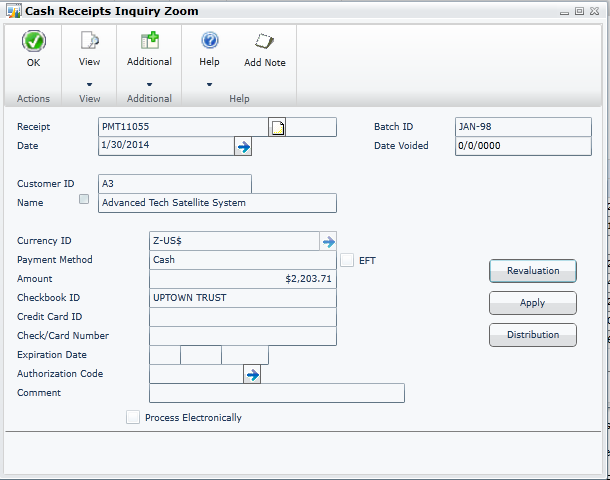 Cash Receipts Inquiry Zoom
OK View Additional Help Add Note
Actions View Additional Help
Receipt PMT11055 Batch ID JAN-98
Date 1/30/2014 Date Voided 0/0/0000
Customer ID A3
Name Advanced Tech Satellite System
Currency ID Z-US$
Payment Method Cash EFT
Amount $2,203.71
Checkbook ID UPTOWN TRUST
Credit Card ID
Check/Card Number
Expiration Date
Authorization Code
Comment
Process Electronically
Revaluation
Apply
Distribution